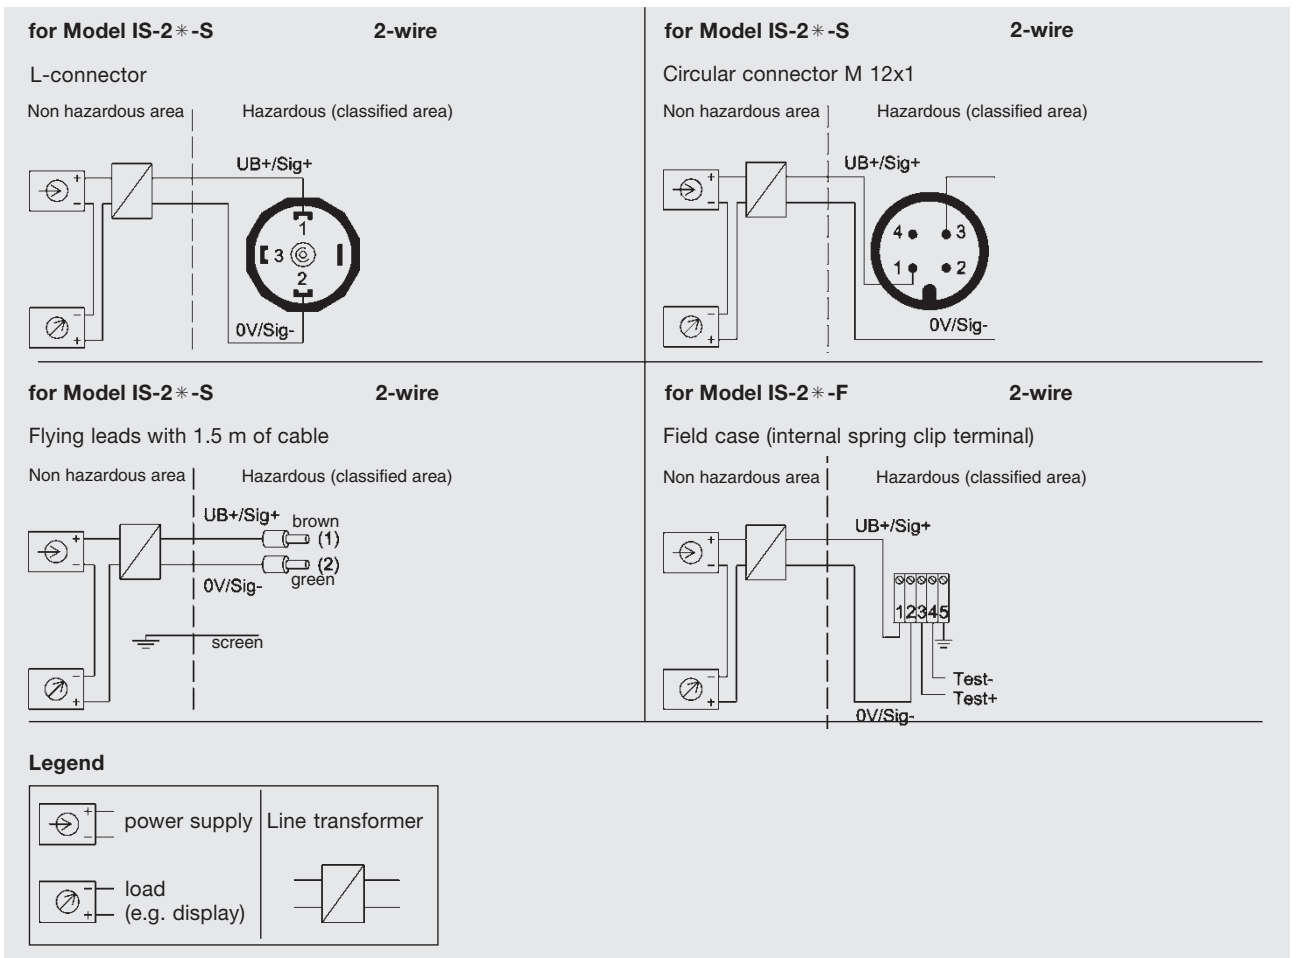 for Model IS-2✳-S 2-wire
L-connector
Non hazardous area Hazardous (classified area)
UB+/Sig+
+
-
1
3
2
-
+
0V/Sig-
for Model IS-2✳-S 2-wire
Circular connector M 12x1
Non hazardous area Hazardous (classified area)
UB+/Sig+
+
-
4 3
1 2
-
+
0V/Sig-
for Model IS-2✳-S 2-wire
Flying leads with 1.5 m of cable
Non hazardous area Hazardous (classified area)
UB+/Sig+ brown
+
(1)
-
(2)
0V/Sig- green
screen
-
+
for Model IS-2✳-F 2-wire
Field case (internal spring clip terminal)
Non hazardous area Hazardous (classified area)
UB+/Sig+
+
-
1 2 3 4 5
-
+
Test-
Test+
0V/Sig-
Legend
+
-
power supply Line transformer
-
+
load
(e.g. display)